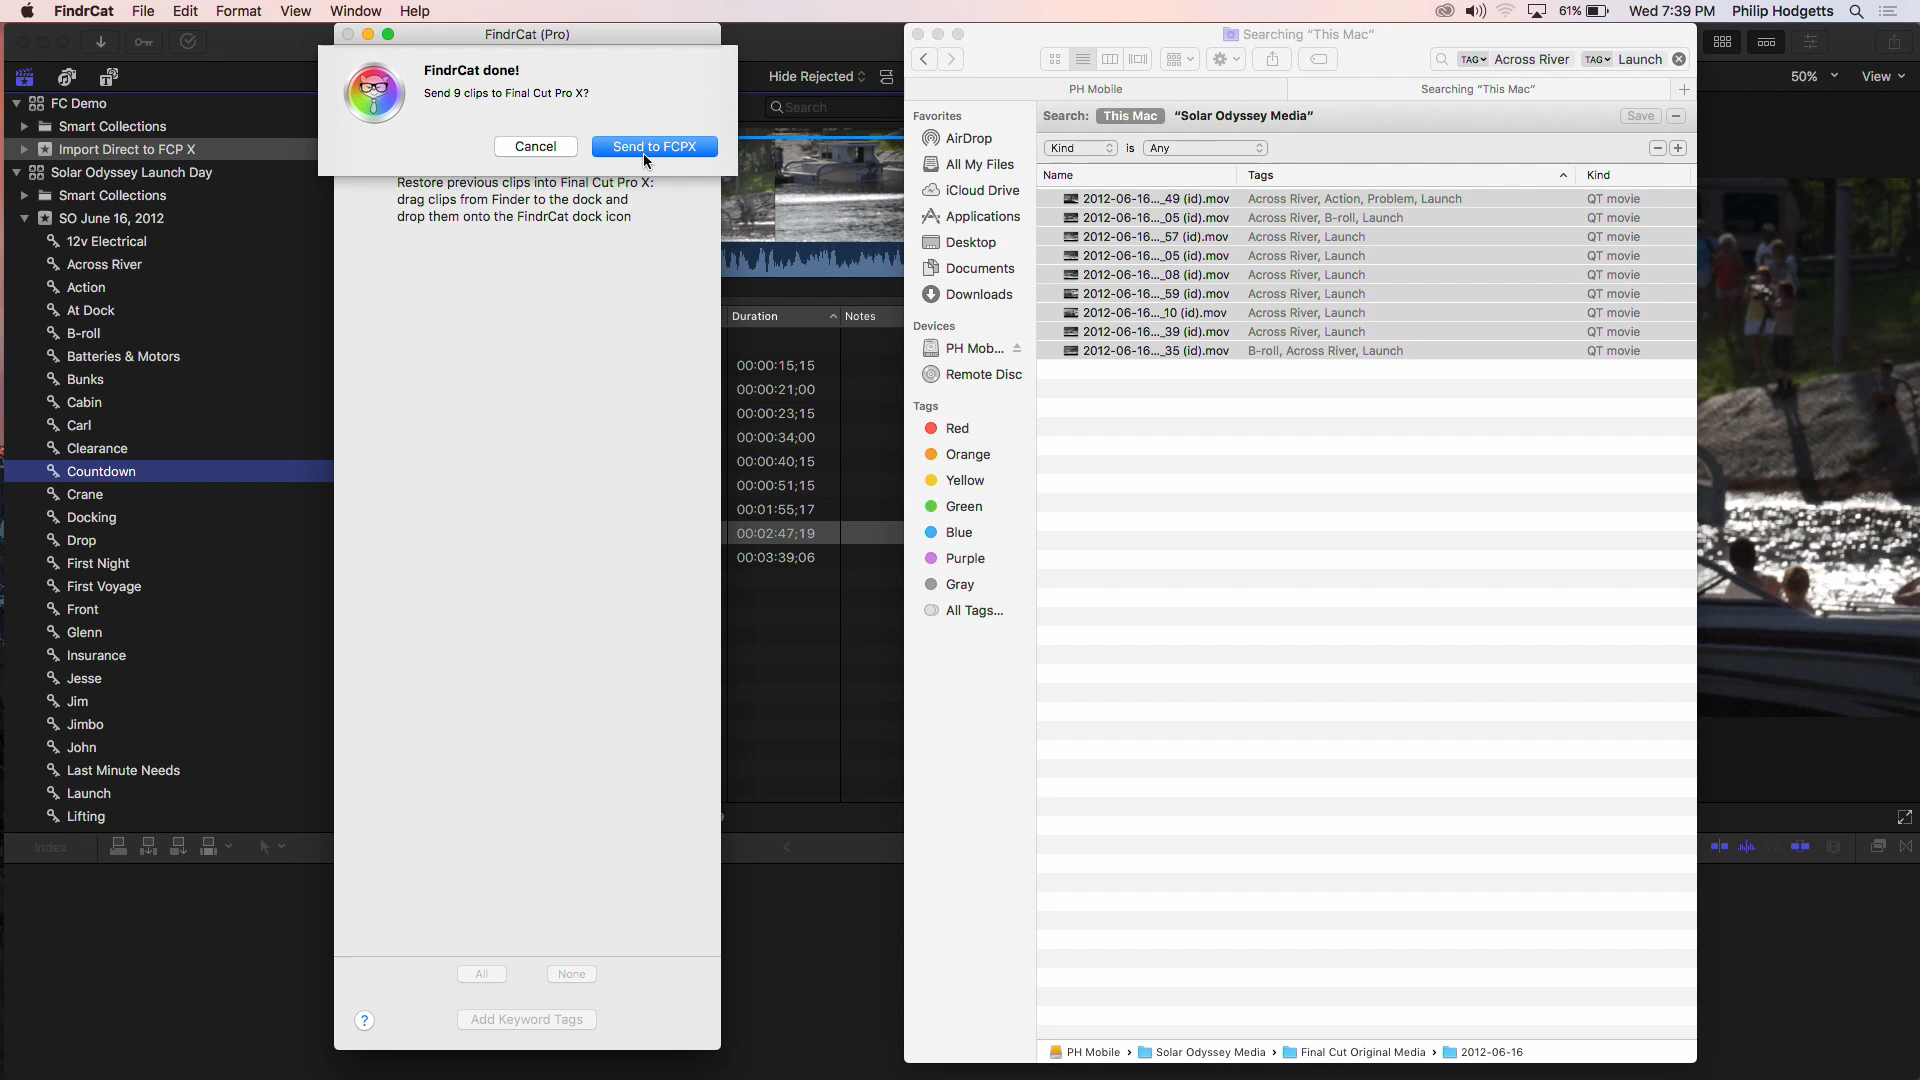 FindrCat File Edit Format View Window Help
61% Wed 7:39 PM Philip Hodgetts
FC Demo
Smart Collections
Import Direct to FCP X
Solar Odyssey Launch Day
Smart Collections
SO June 16, 2012
12v Electrical
Across River
Action
At Dock
B-roll
Batteries & Motors
Bunks
Cabin
Carl
Clearance
Countdown
Crane
Docking
Drop
First Night
First Voyage
Front
Glenn
Insurance
Jesse
Jim
Jimbo
John
Last Minute Needs
Launch
Lifting
Index
FindrCat (Pro)
FindrCat done!
Send 9 clips to Final Cut Pro X?
Cancel Send to FCPX
Restore previous clips into Final Cut Pro X:
drag clips from Finder to the dock and
drop them onto the FindrCat dock icon
All None
Add Keyword Tags
?
Hide Rejected
Search
Duration Notes
00:00:15;15
00:00:21;00
00:00:23;15
00:00:34;00
00:00:40;15
00:00:51;15
00:01:55;17
00:02:47;19
00:03:39;06
Searching “This Mac”
TAG Across River TAG Launch
PH Mobile Searching “This Mac”
Favorites
AirDrop
All My Files
iCloud Drive
Applications
Desktop
Documents
Downloads
Devices
PH Mob...
Remote Disc
Tags
Red
Orange
Yellow
Green
Blue
Purple
Gray
All Tags...
Search: This Mac “Solar Odyssey Media” Save
Kind is Any
Name Tags Kind
2012-06-16..._49 (id).mov Across River, Action, Problem, Launch QT movie
2012-06-16..._05 (id).mov Across River, B-roll, Launch QT movie
2012-06-16..._57 (id).mov Across River, Launch QT movie
2012-06-16..._05 (id).mov Across River, Launch QT movie
2012-06-16..._08 (id).mov Across River, Launch QT movie
2012-06-16..._59 (id).mov Across River, Launch QT movie
2012-06-16..._10 (id).mov Across River, Launch QT movie
2012-06-16..._39 (id).mov Across River, Launch QT movie
2012-06-16..._35 (id).mov B-roll, Across River, Launch QT movie
PH Mobile › Solar Odyssey Media › Final Cut Original Media › 2012-06-16
50% View